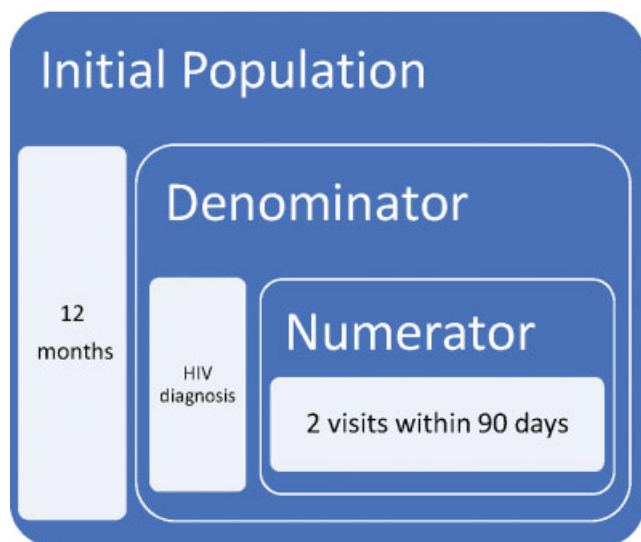 Initial Population
Denominator
12
months
HIV
diagnosis
Numerator
2 visits within 90 days